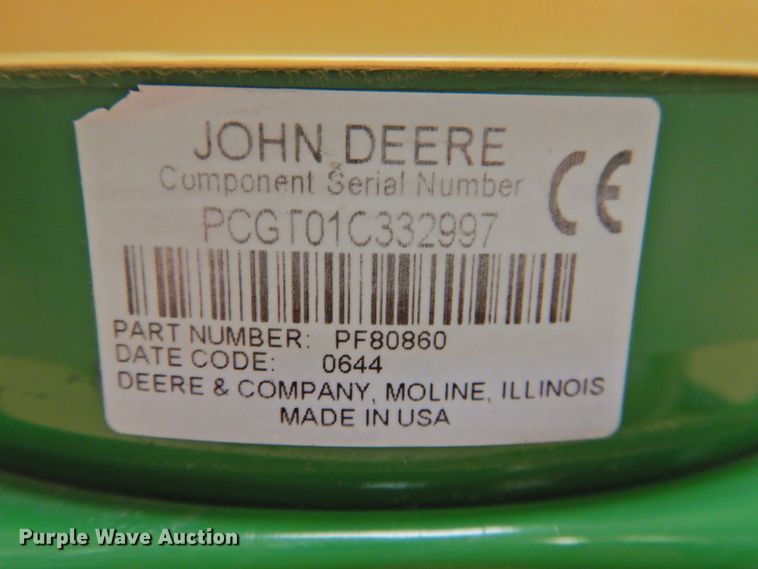 JOHN DEERE
Component Serial Number
PCGT01C332997
CE
PART NUMBER: PF80860
DATE CODE: 0644
DEERE & COMPANY, MOLINE, ILLINOIS
MADE IN USA
Purple Wave Auction